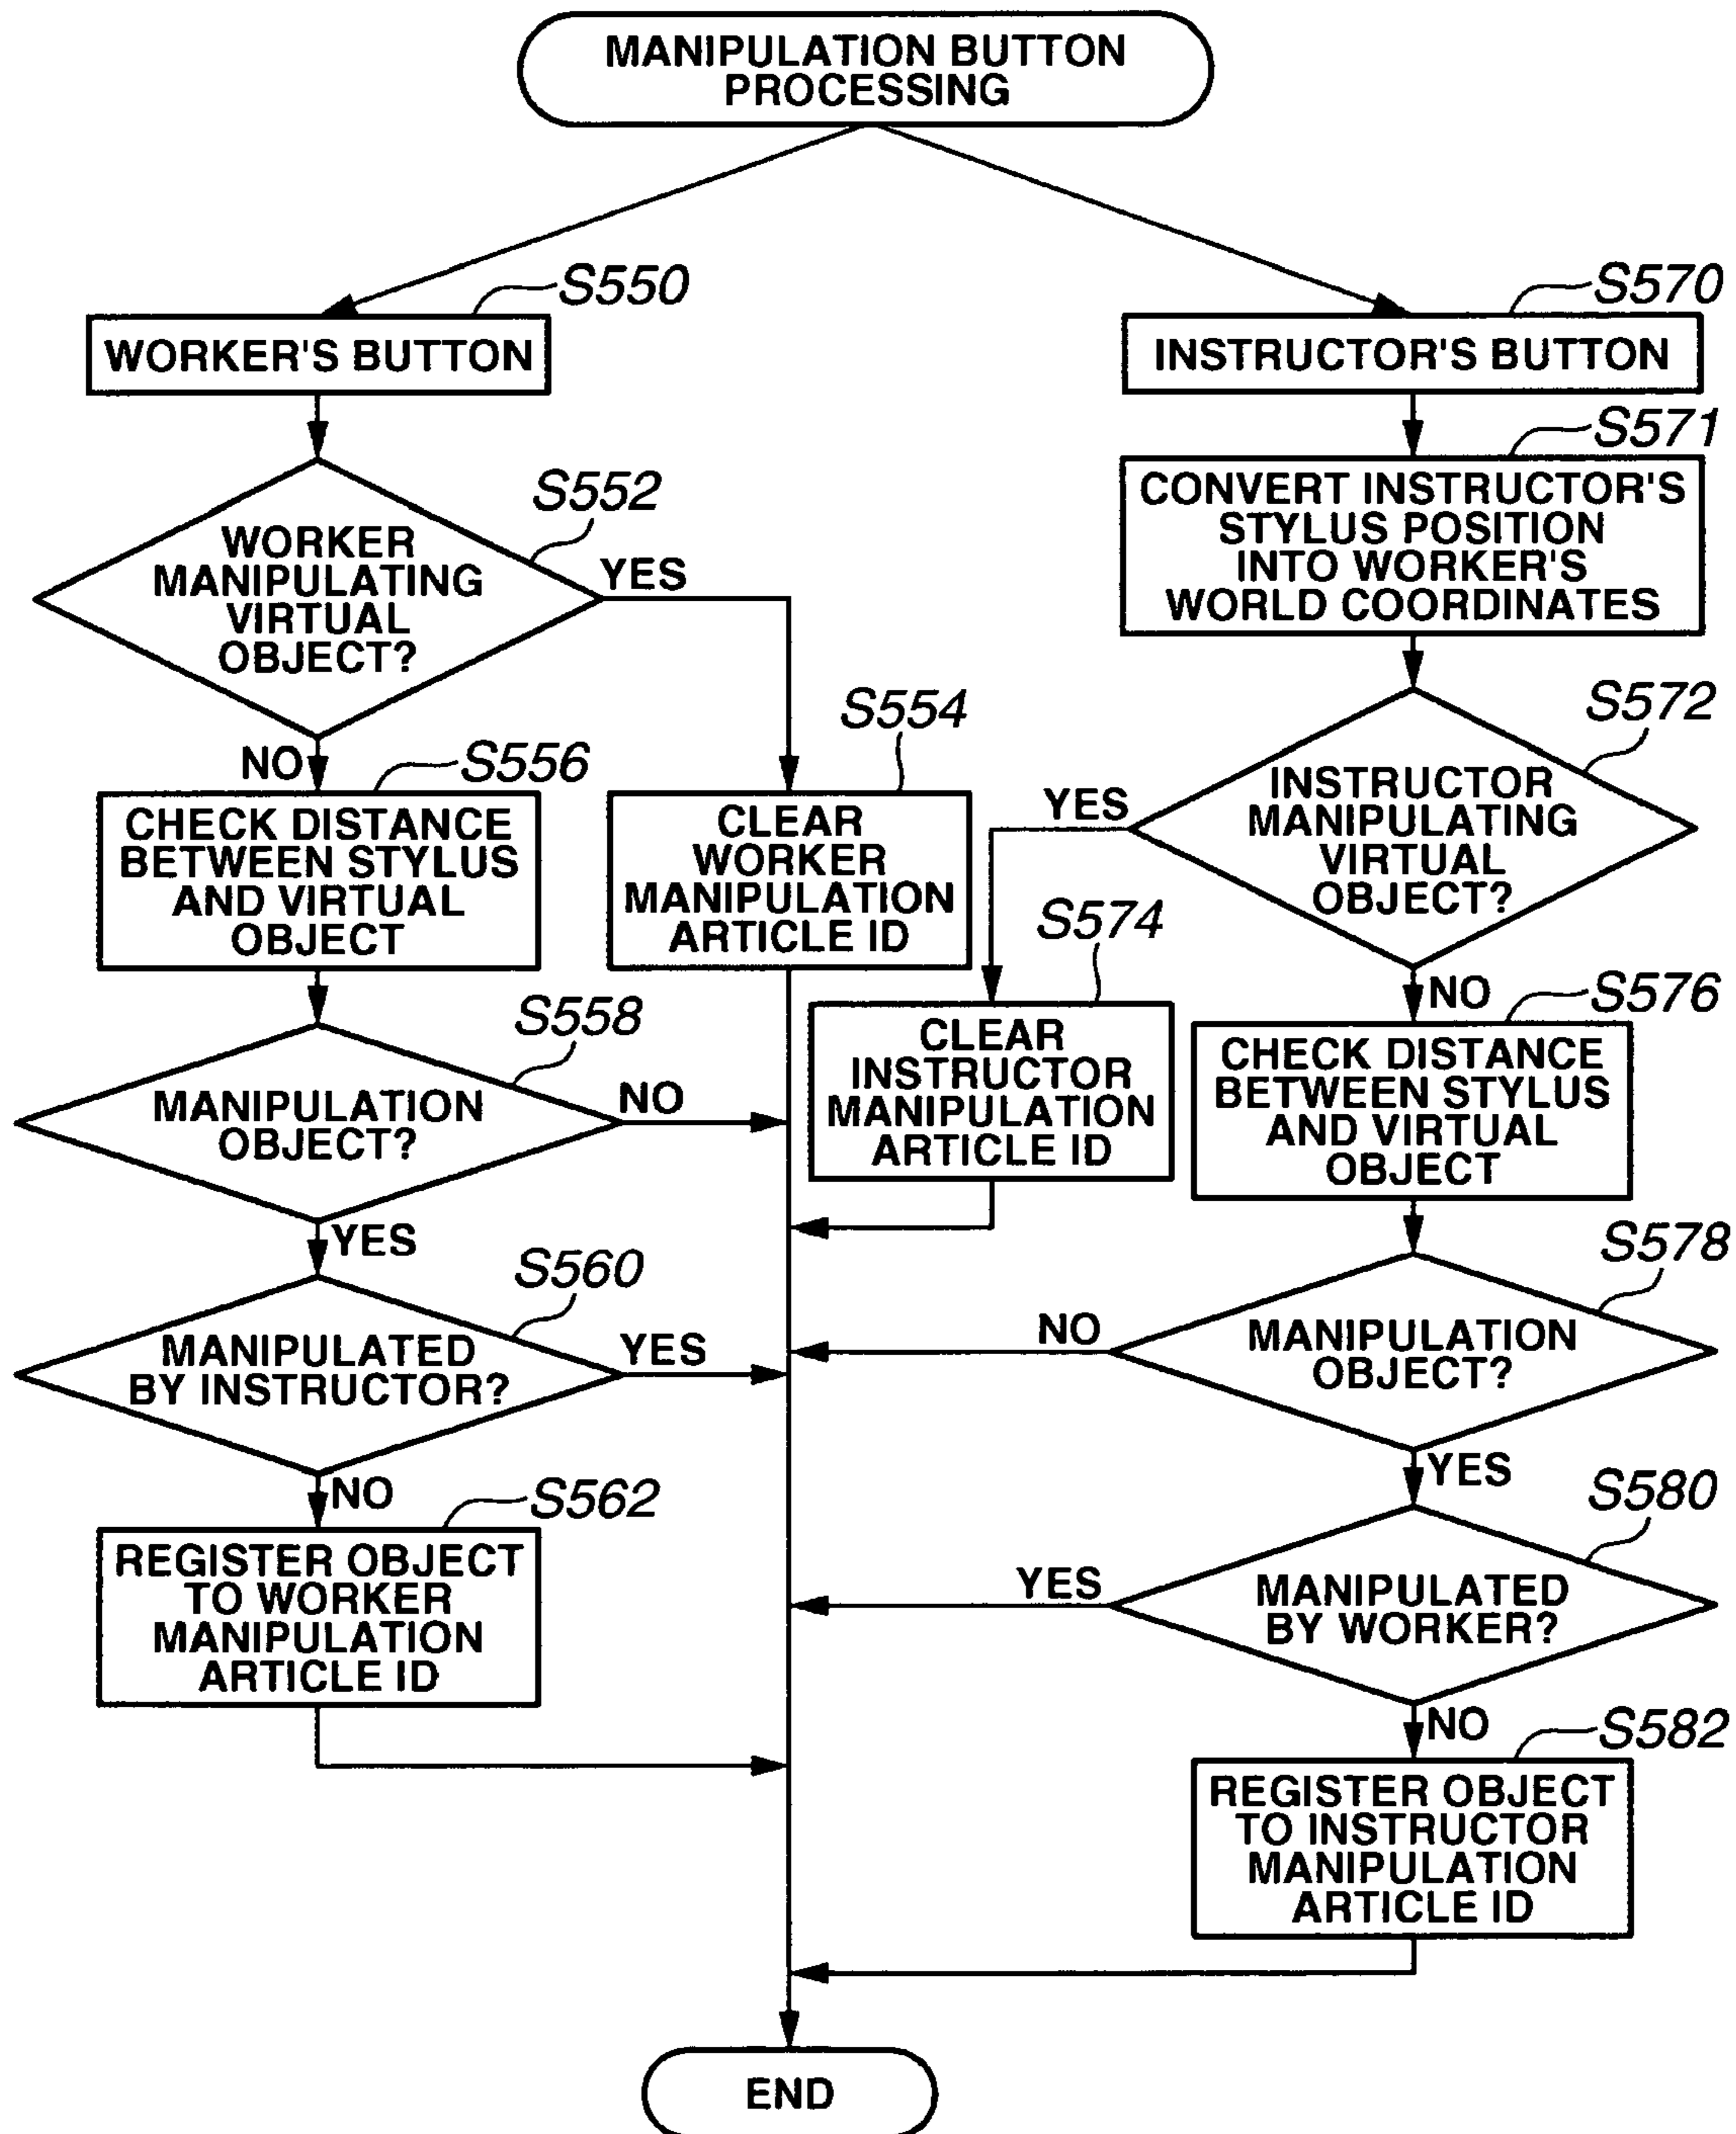 MANIPULATION BUTTON
PROCESSING
S550
WORKER'S BUTTON
S552
WORKER
MANIPULATING
VIRTUAL
OBJECT?
YES
NO
S554
CLEAR
WORKER
MANIPULATION
ARTICLE ID
S556
CHECK DISTANCE
BETWEEN STYLUS
AND VIRTUAL
OBJECT
S558
MANIPULATION
OBJECT?
NO
YES
S560
MANIPULATED
BY INSTRUCTOR?
YES
NO
S562
REGISTER OBJECT
TO WORKER
MANIPULATION
ARTICLE ID
S570
INSTRUCTOR'S BUTTON
S571
CONVERT INSTRUCTOR'S
STYLUS POSITION
INTO WORKER'S
WORLD COORDINATES
S572
INSTRUCTOR
MANIPULATING
VIRTUAL
OBJECT?
YES
NO
S574
CLEAR
INSTRUCTOR
MANIPULATION
ARTICLE ID
S576
CHECK DISTANCE
BETWEEN STYLUS
AND VIRTUAL
OBJECT
S578
MANIPULATION
OBJECT?
NO
YES
S580
MANIPULATED
BY WORKER?
YES
NO
S582
REGISTER OBJECT
TO INSTRUCTOR
MANIPULATION
ARTICLE ID
END